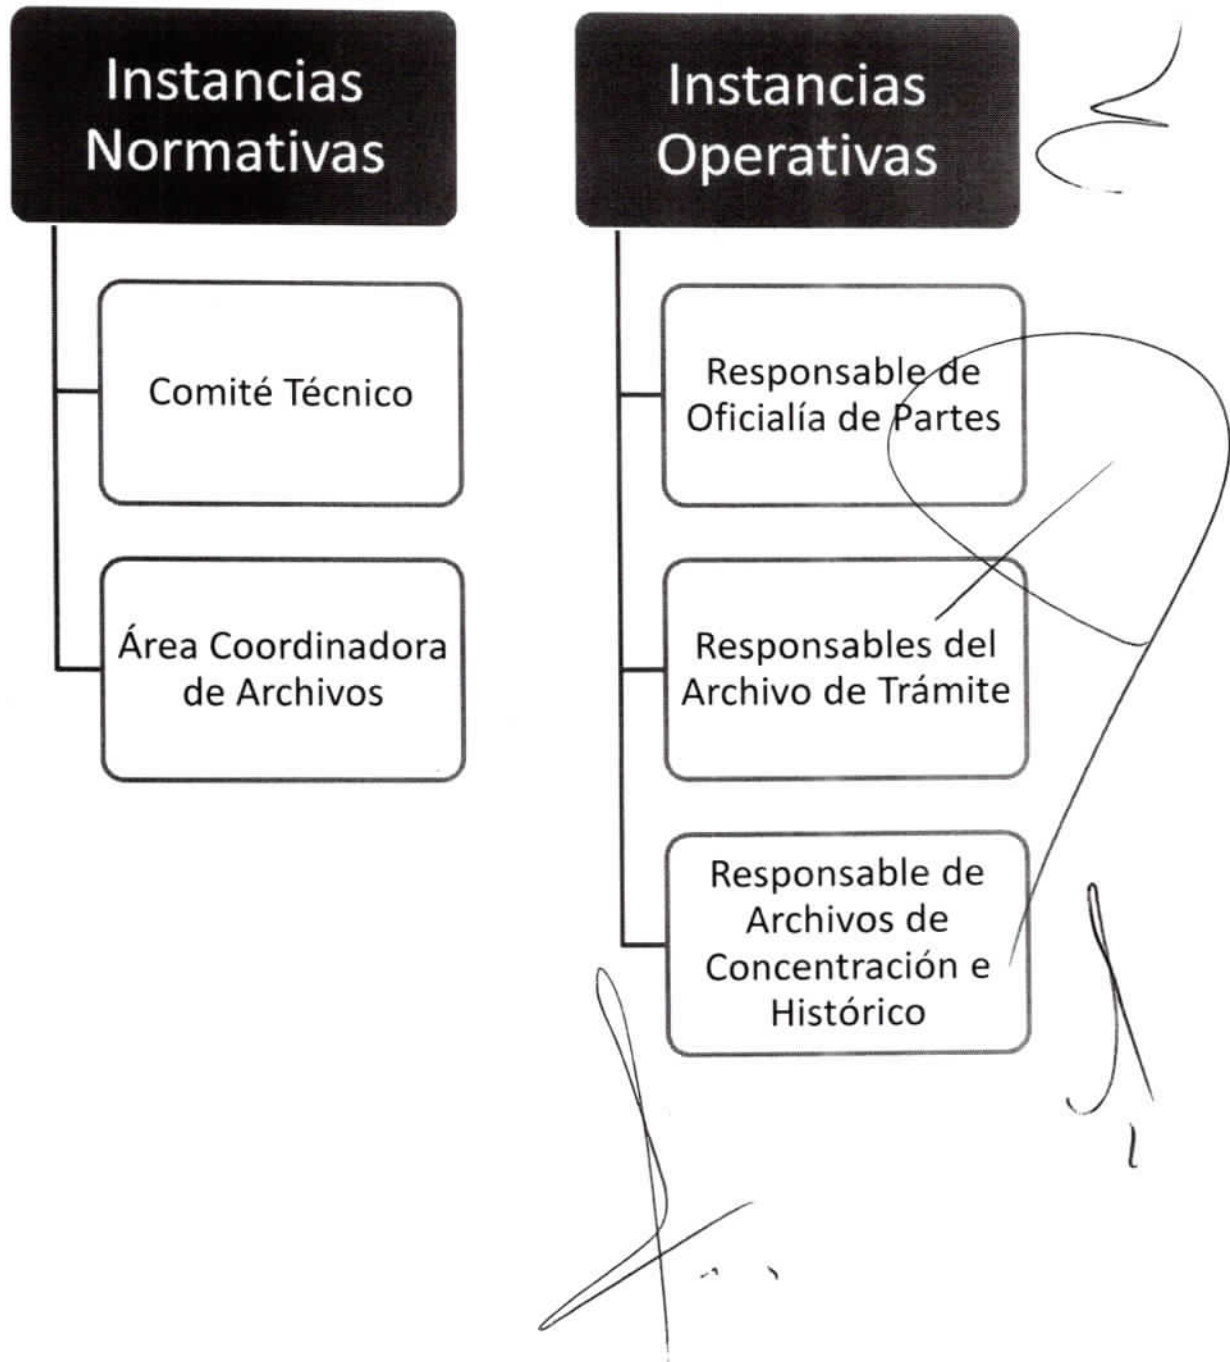 Instancias
Normativas
Comité Técnico
Área Coordinadora
de Archivos
Instancias
Operativas
Responsable de
Oficialía de Partes
Responsables del
Archivo de Trámite
Responsable de
Archivos de
Concentración e
Histórico